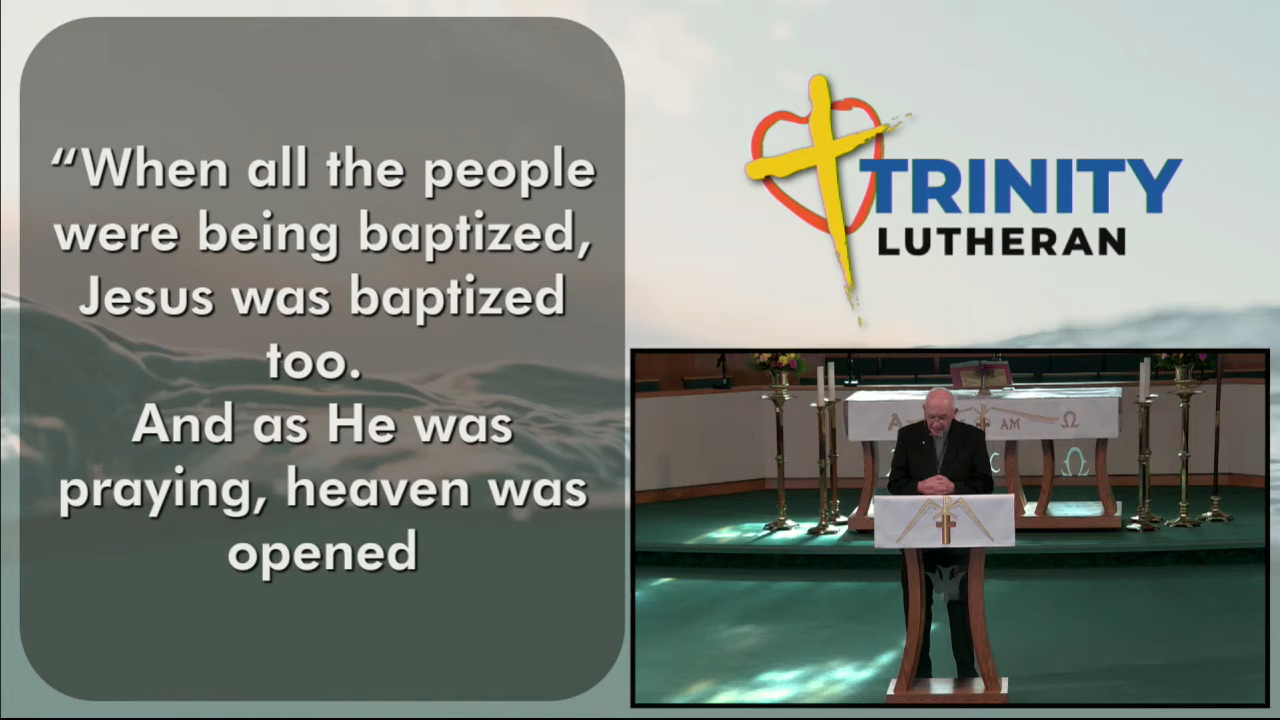 “When all the people
were being baptized,
Jesus was baptized
too.
And as He was
praying, heaven was
opened
TRINITY
LUTHERAN
A
AM
Ω
C
Ω